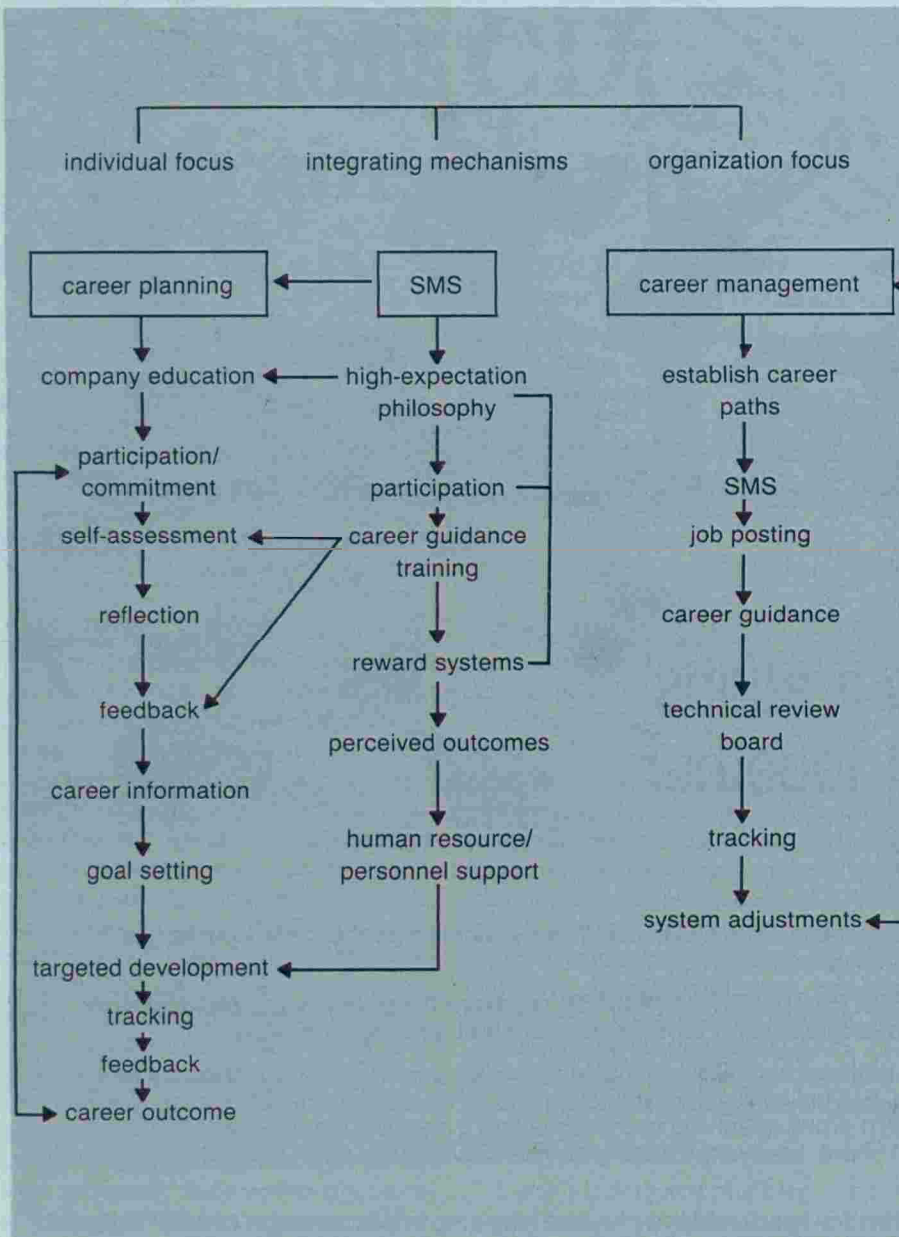 individual focus
integrating mechanisms
organization focus
career planning
SMS
career management
company education
high-expectation
philosophy
establish career
paths
participation/
commitment
participation
SMS
self-assessment
career guidance
training
job posting
reflection
career guidance
reward systems
feedback
technical review
board
perceived outcomes
career information
human resource/
personnel support
tracking
goal setting
system adjustments
targeted development
tracking
feedback
career outcome